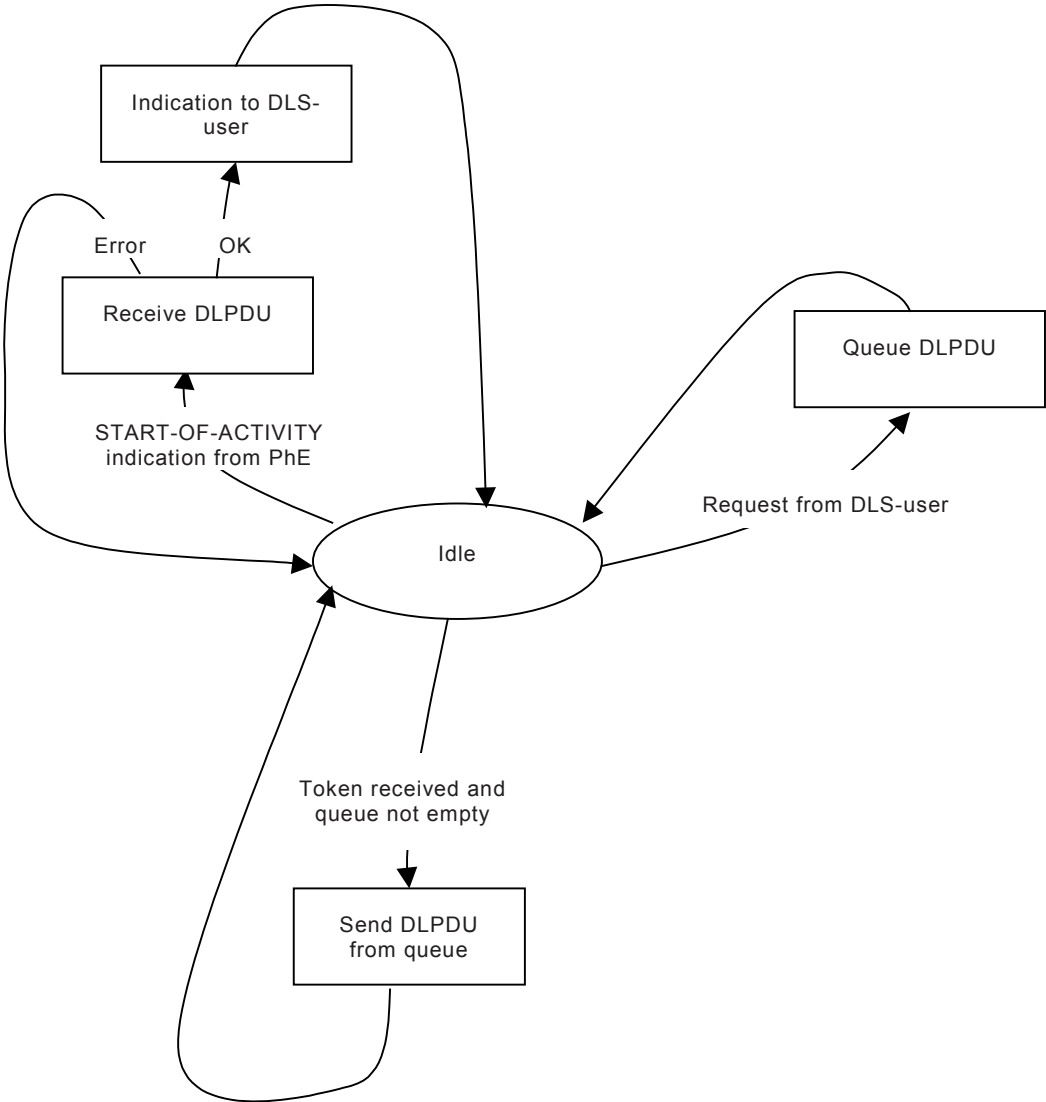 Indication to DLS-
user
Error
OK
Receive DLPDU
Queue DLPDU
START-OF-ACTIVITY
indication from PhE
Request from DLS-user
Idle
Token received and
queue not empty
Send DLPDU
from queue